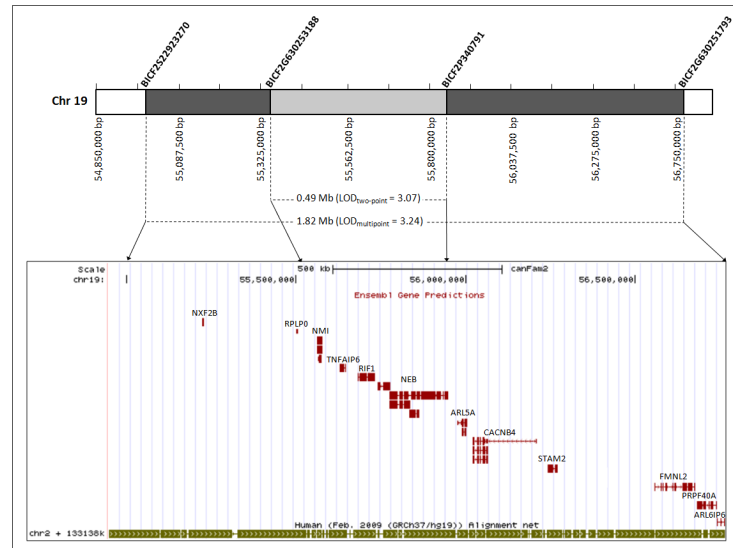 BICF2S22923270
BICF2G630253188
BICF2P340791
BICF2G630251793
Chr 19
54,850,000 bp
55,087,500 bp
55,325,000 bp
55,562,500 bp
55,800,000 bp
56,037,500 bp
56,275,000 bp
56,750,000 bp
0.49 Mb (LODtwo-point = 3.07)
1.82 Mb (LODmultipoint = 3.24)
Scale 500 kb canFam2
chr19: 55,500,000 56,000,000 56,500,000
Ensembl Gene Predictions
NXF2B
RPLP0
NMI
TNFAIP6
RIF1
NEB
ARL5A
CACNB4
STAM2
FMNL2
PRPF40A
ARL6IP6
Human (Feb. 2009 (GRCh37/hg19)) Alignment net
chr2 + 133138k